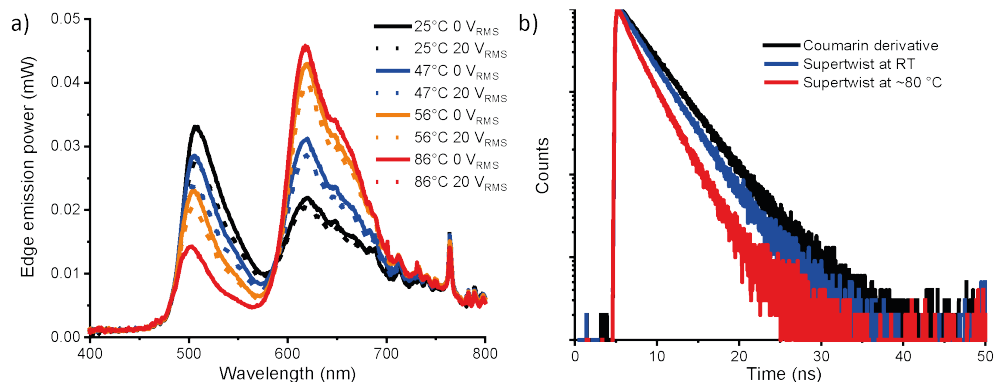 a)
Edge emission power (mW)
0.05
0.04
0.03
0.02
0.01
0.00
25°C 0 VRMS
25°C 20 VRMS
47°C 0 VRMS
47°C 20 VRMS
56°C 0 VRMS
56°C 20 VRMS
86°C 0 VRMS
86°C 20 VRMS
400 500 600 700 800
Wavelength (nm)
b)
Counts
Coumarin derivative
Supertwist at RT
Supertwist at ~80 °C
0 10 20 30 40 50
Time (ns)